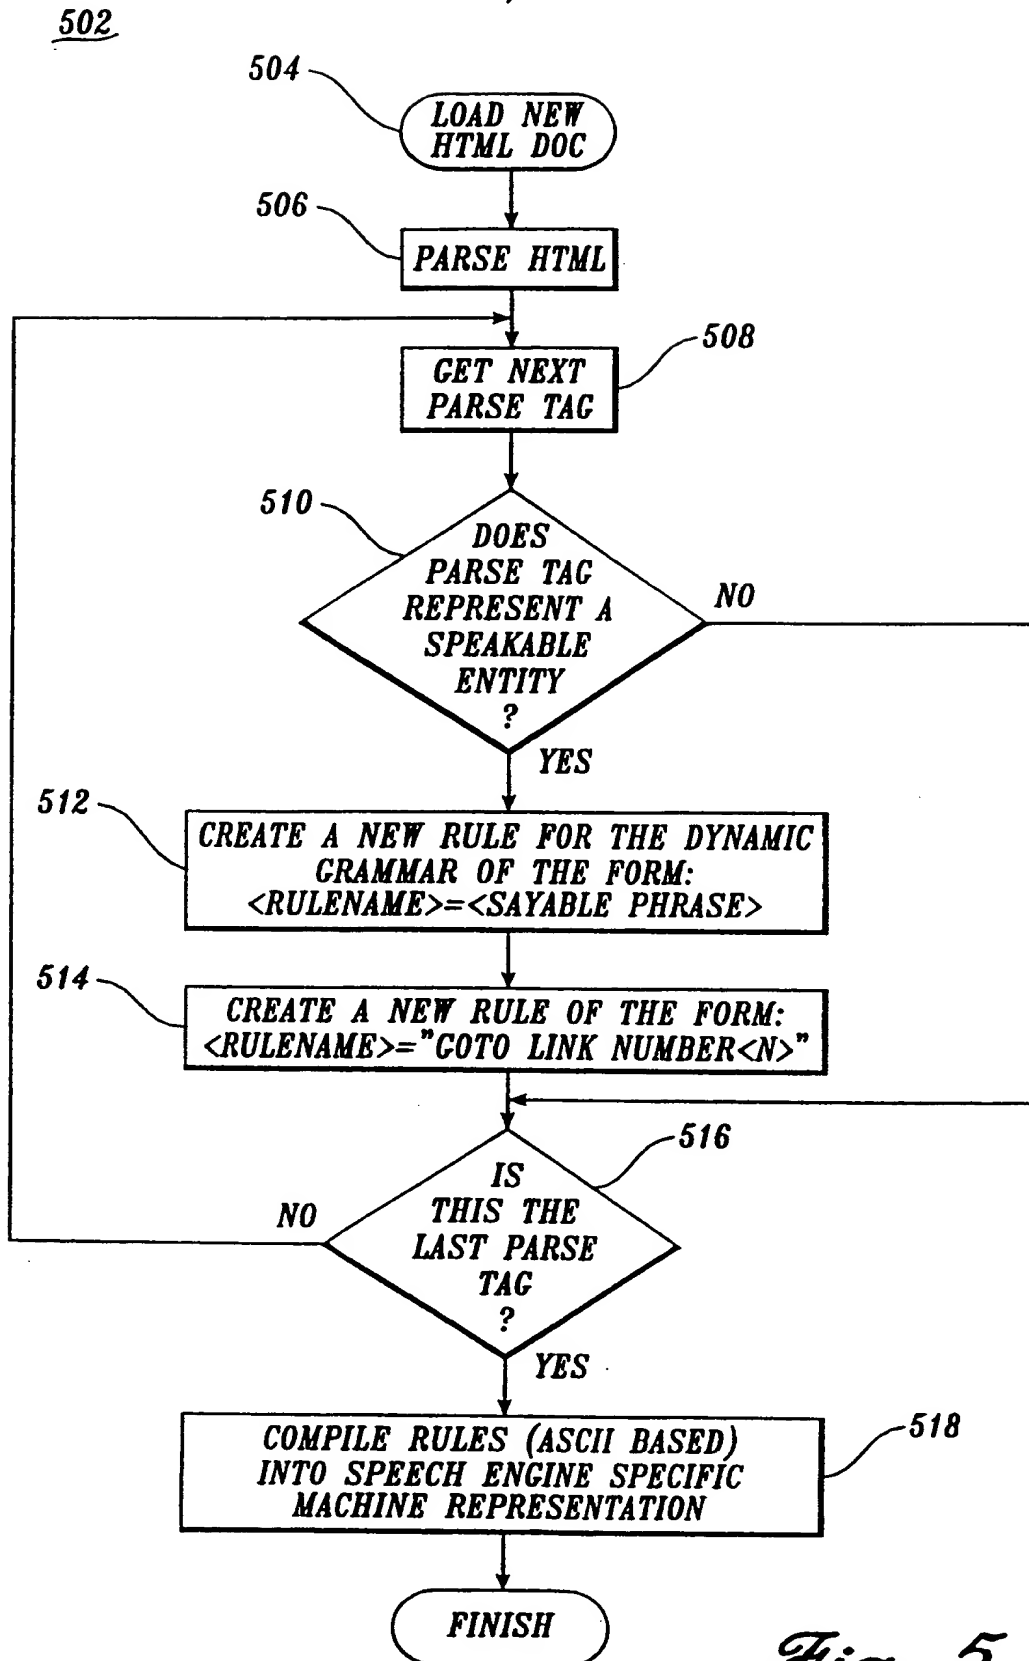 502
504
LOAD NEW
HTML DOC
506
PARSE HTML
508
GET NEXT
PARSE TAG
510
DOES
PARSE TAG
REPRESENT A
SPEAKABLE
ENTITY
?
NO
YES
512
CREATE A NEW RULE FOR THE DYNAMIC
GRAMMAR OF THE FORM:
<RULENAME>=<SAYABLE PHRASE>
514
CREATE A NEW RULE OF THE FORM:
<RULENAME>="GOTO LINK NUMBER<N>"
516
IS
THIS THE
LAST PARSE
TAG
?
NO
YES
518
COMPILE RULES (ASCII BASED)
INTO SPEECH ENGINE SPECIFIC
MACHINE REPRESENTATION
FINISH
Fig. 5